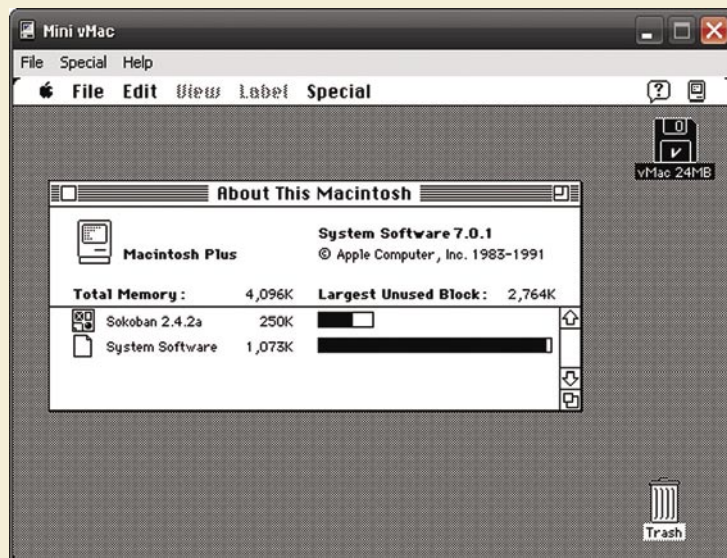 Mini vMac
File Special Help
File Edit View Label Special
vMac 24MB
About This Macintosh
Macintosh Plus
System Software 7.0.1
© Apple Computer, Inc. 1983-1991
Total Memory: 4,096K Largest Unused Block: 2,764K
Sokoban 2.4.2a 250K
System Software 1,073K
Trash